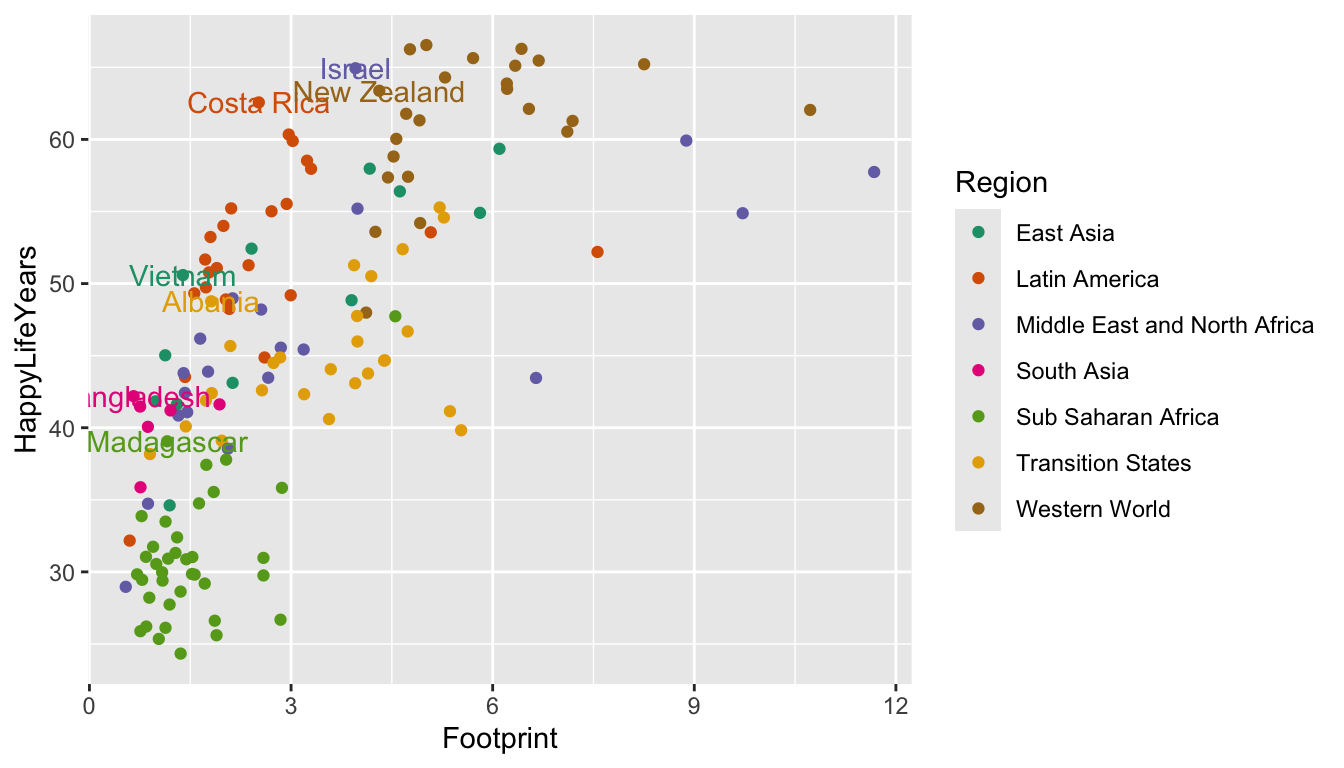 Israel
New Zealand
Costa Rica
Vietnam
Albania
angladesh
Madagascar
HappyLifeYears
60
50
40
30
0 3 6 9 12
Footprint
Region
East Asia
Latin America
Middle East and North Africa
South Asia
Sub Saharan Africa
Transition States
Western World